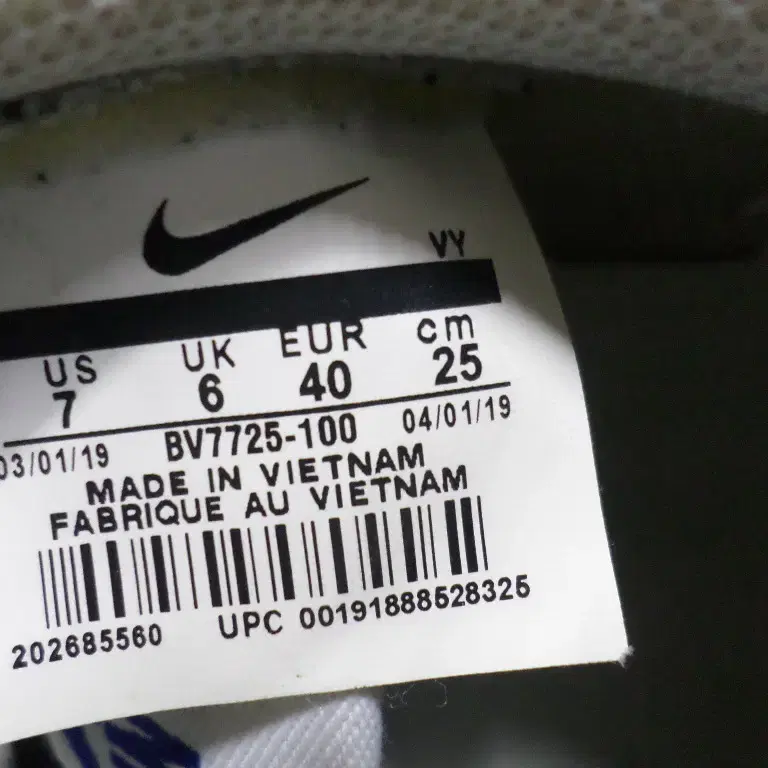 VY
US UK EUR cm
7 6 40 25
03/01/19 BV7725-100 04/01/19
MADE IN VIETNAM
FABRIQUE AU VIETNAM
202685560 UPC 00191888528325